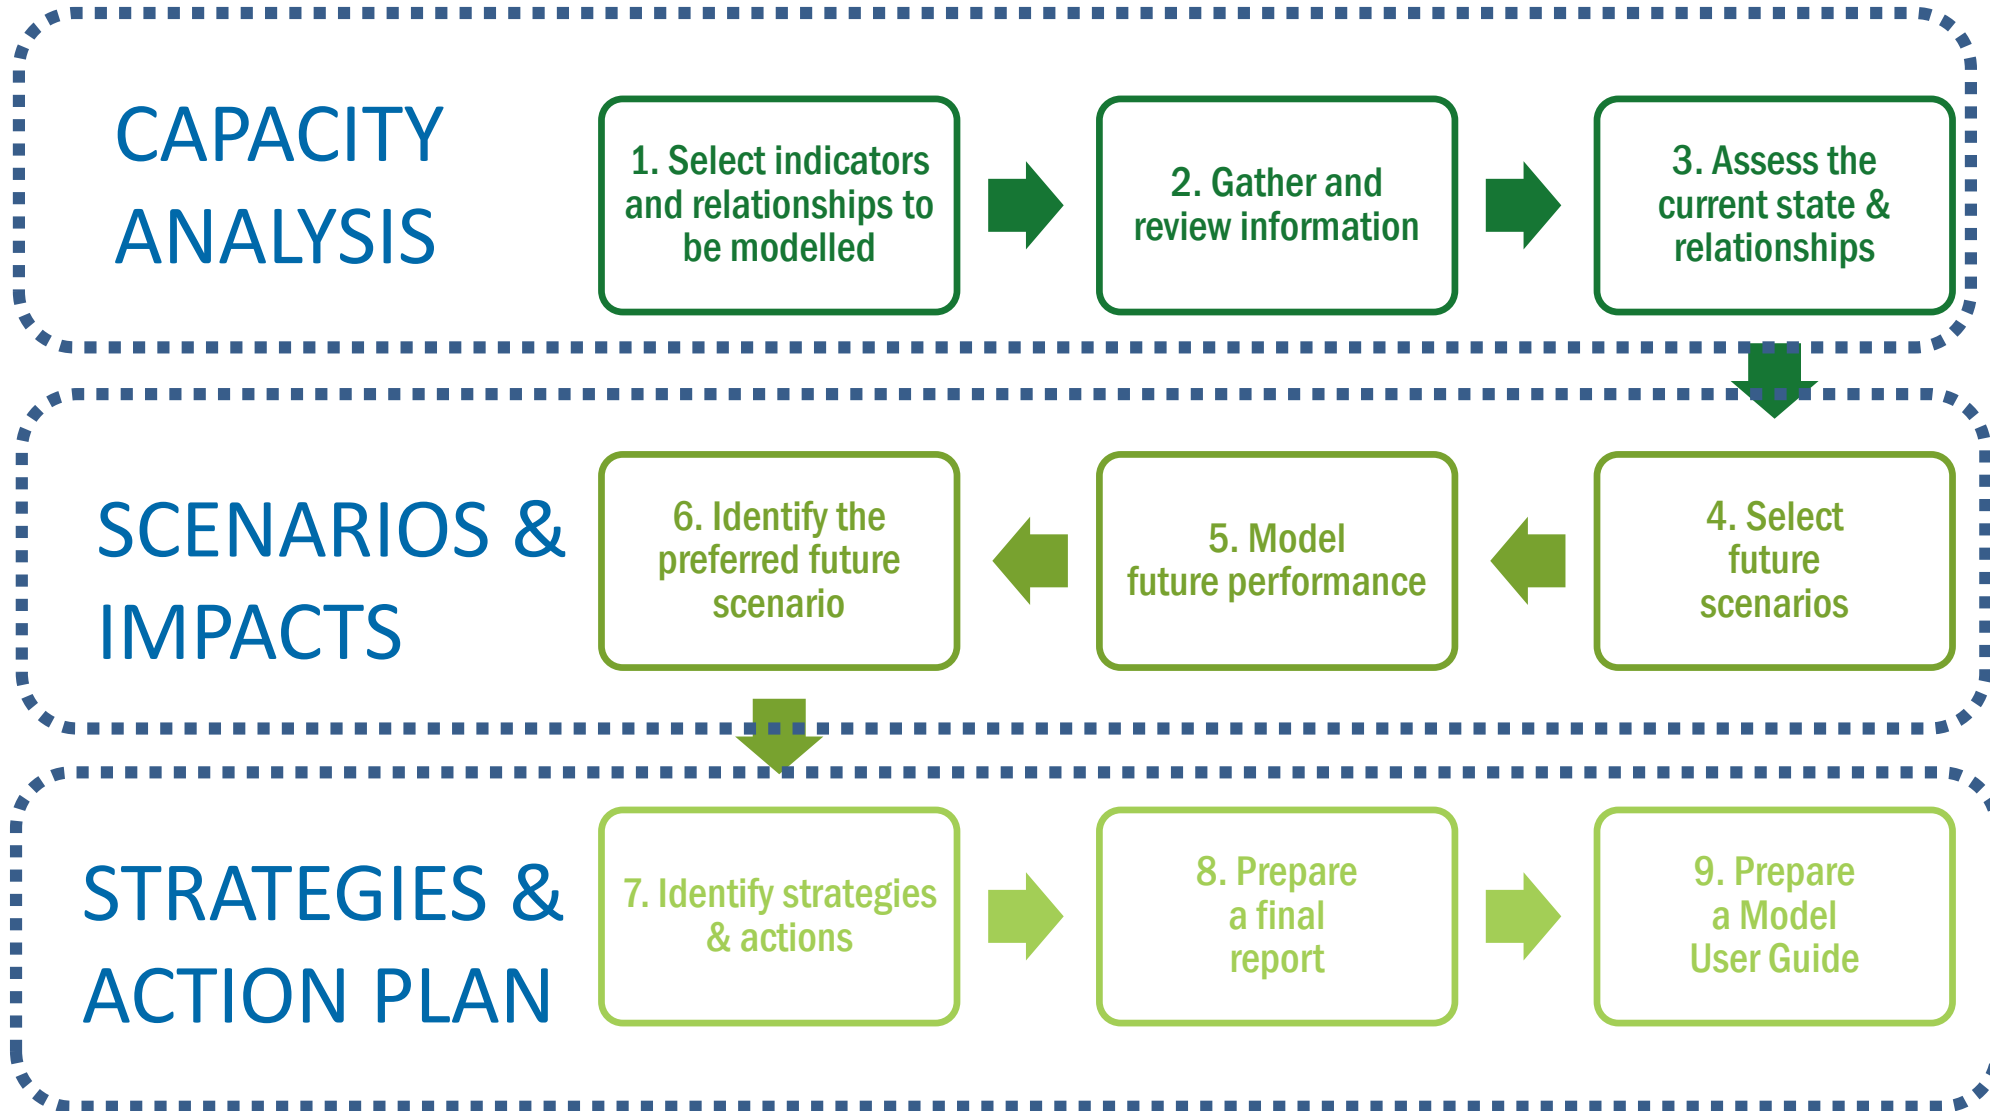 CAPACITY
ANALYSIS
1. Select indicators
and relationships to
be modelled
2. Gather and
review information
3. Assess the
current state &
relationships
SCENARIOS &
IMPACTS
6. Identify the
preferred future
scenario
5. Model
future performance
4. Select
future
scenarios
STRATEGIES &
ACTION PLAN
7. Identify strategies
& actions
8. Prepare
a final
report
9. Prepare
a Model
User Guide